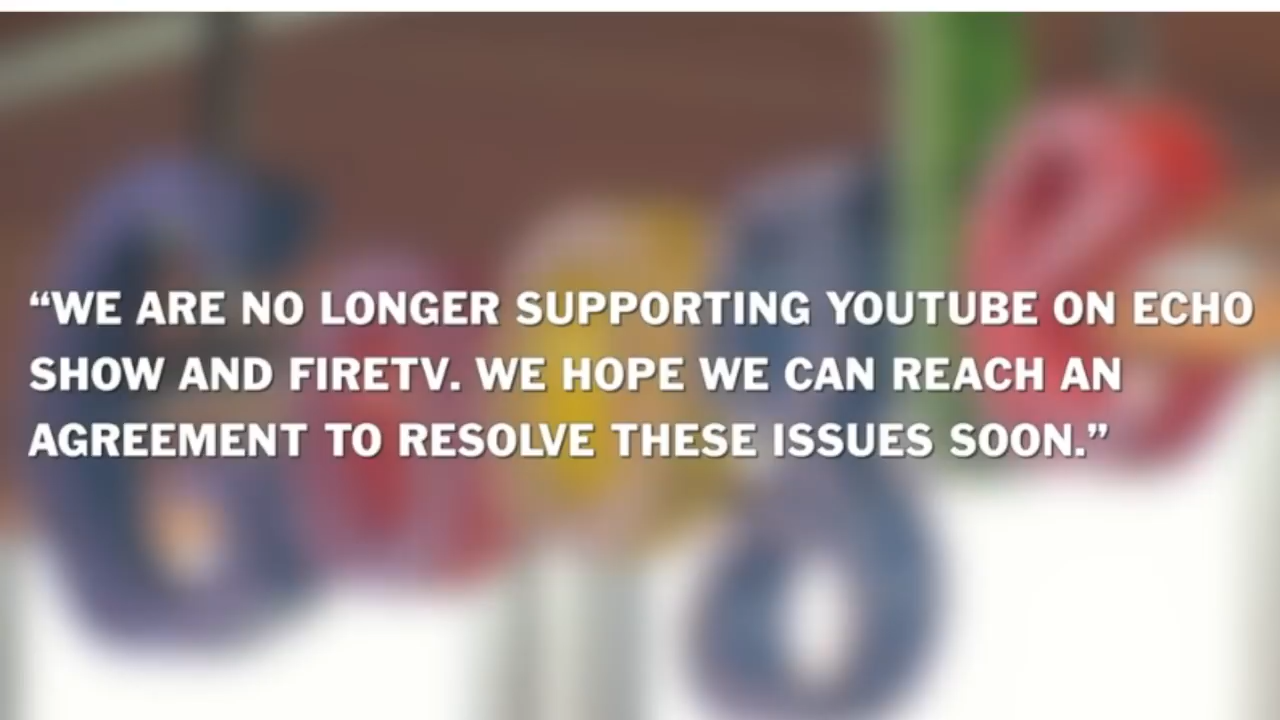 “WE ARE NO LONGER SUPPORTING YOUTUBE ON ECHO
SHOW AND FIRETV. WE HOPE WE CAN REACH AN
AGREEMENT TO RESOLVE THESE ISSUES SOON.”
Google